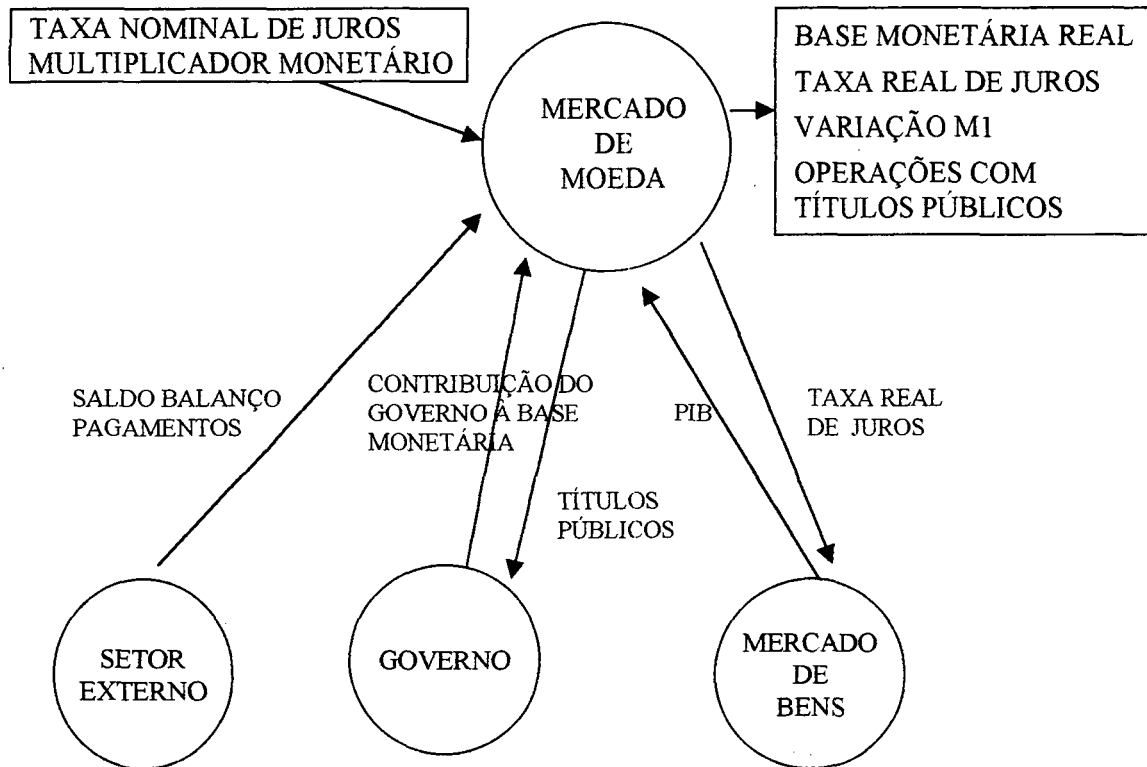 TAXA NOMINAL DE JUROS
MULTIPLICADOR MONETÁRIO
MERCADO
DE
MOEDA
BASE MONETÁRIA REAL
TAXA REAL DE JUROS
VARIAÇÃO M1
OPERAÇÕES COM
TÍTULOS PÚBLICOS
SALDO BALANÇO
PAGAMENTOS
CONTRIBUIÇÃO DO
GOVERNO À BASE
MONETÁRIA
PIB
TAXA REAL
DE JUROS
TÍTULOS
PÚBLICOS
SETOR
EXTERNO
GOVERNO
MERCADO
DE
BENS